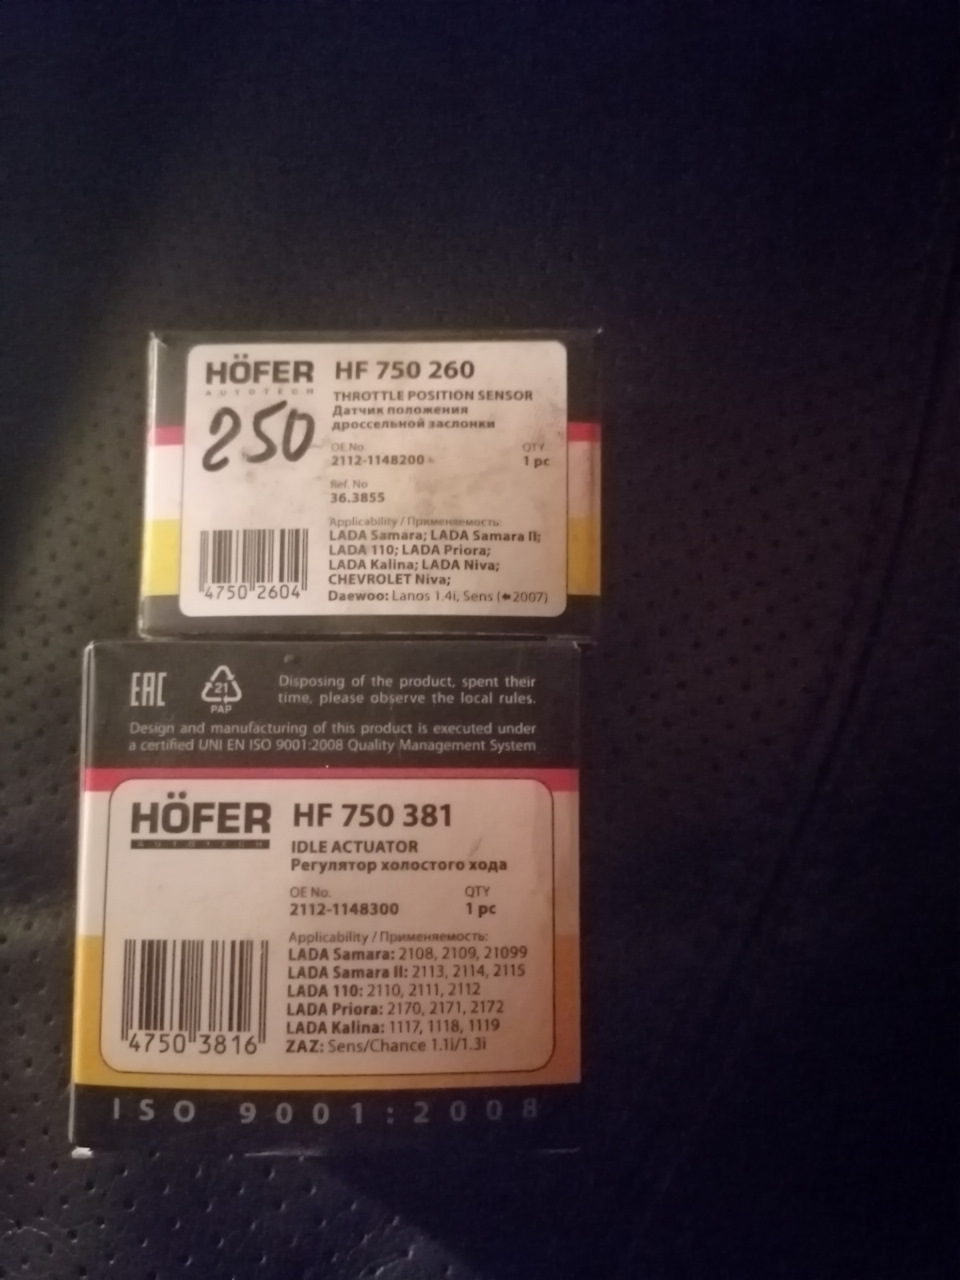 HÖFER
AUTOTECH
250
HF 750 260
THROTTLE POSITION SENSOR
Датчик положения
дроссельной заслонки
OE No. QTY
2112-1148200 1 pc
Ref. No
36.3855
Applicability / Применяемость:
LADA Samara; LADA Samara II;
LADA 110; LADA Priora;
LADA Kalina; LADA Niva;
CHEVROLET Niva;
Daewoo: Lanos 1.4i, Sens (⬅2007)
4750 2604
EAC
21
PAP
Disposing of the product, spent their
time, please observe the local rules.
Design and manufacturing of this product is executed under
a certified UNI EN ISO 9001:2008 Quality Management System
HÖFER
AUTOTECH
HF 750 381
IDLE ACTUATOR
Регулятор холостого хода
OE No. QTY
2112-1148300 1 pc
Applicability / Применяемость:
LADA Samara: 2108, 2109, 21099
LADA Samara II: 2113, 2114, 2115
LADA 110: 2110, 2111, 2112
LADA Priora: 2170, 2171, 2172
LADA Kalina: 1117, 1118, 1119
ZAZ: Sens/Chance 1.1i/1.3i
4750 3816
ISO 9001:2008